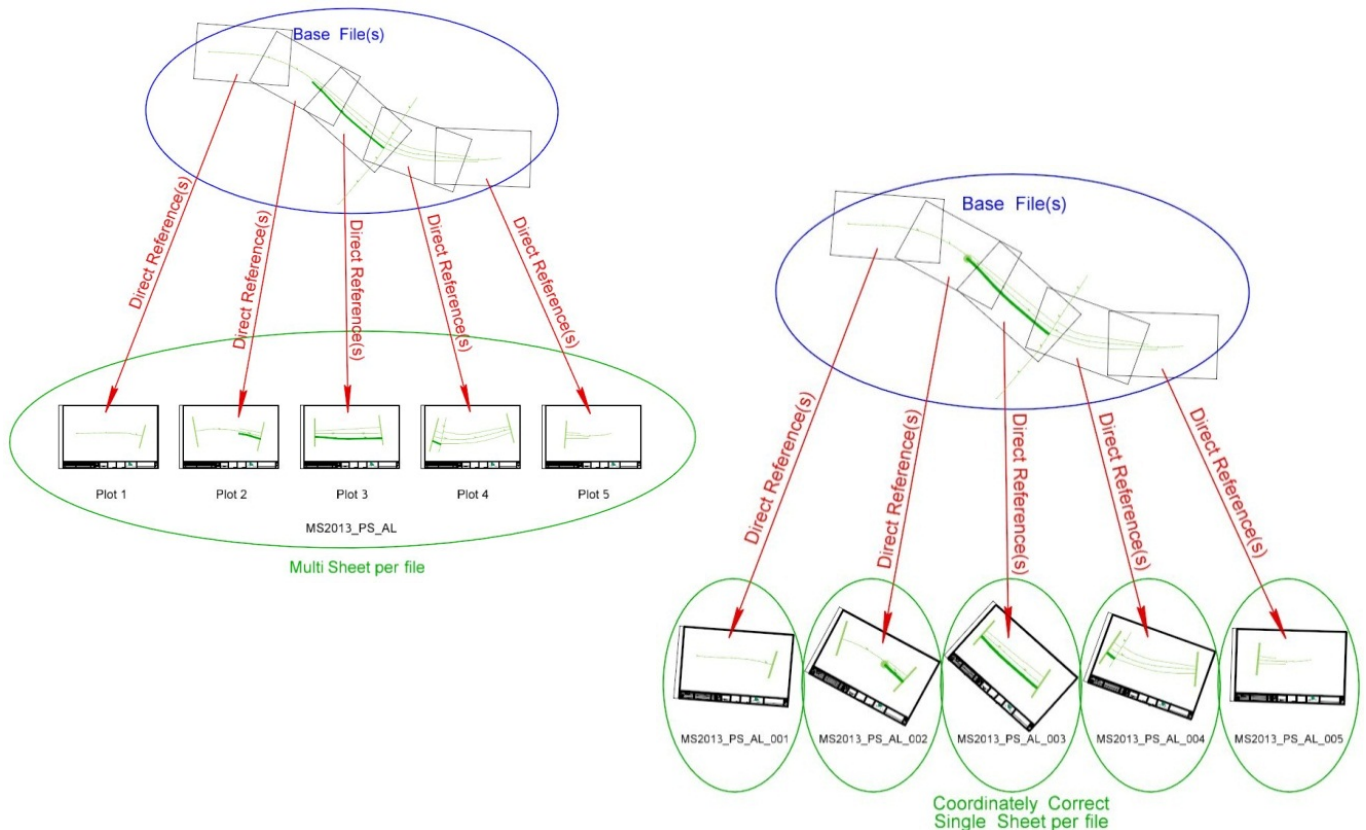 Base File(s)
Direct Reference(s)
Direct Reference(s)
Direct Reference(s)
Direct Reference(s)
Direct Reference(s)
Plot 1
Plot 2
Plot 3
Plot 4
Plot 5
MS2013_PS_AL
Multi Sheet per file
Base File(s)
Direct Reference(s)
Direct Reference(s)
Direct Reference(s)
Direct Reference(s)
Direct Reference(s)
MS2013_PS_AL_001
MS2013_PS_AL_002
MS2013_PS_AL_003
MS2013_PS_AL_004
MS2013_PS_AL_005
Coordinately Correct
Single Sheet per file